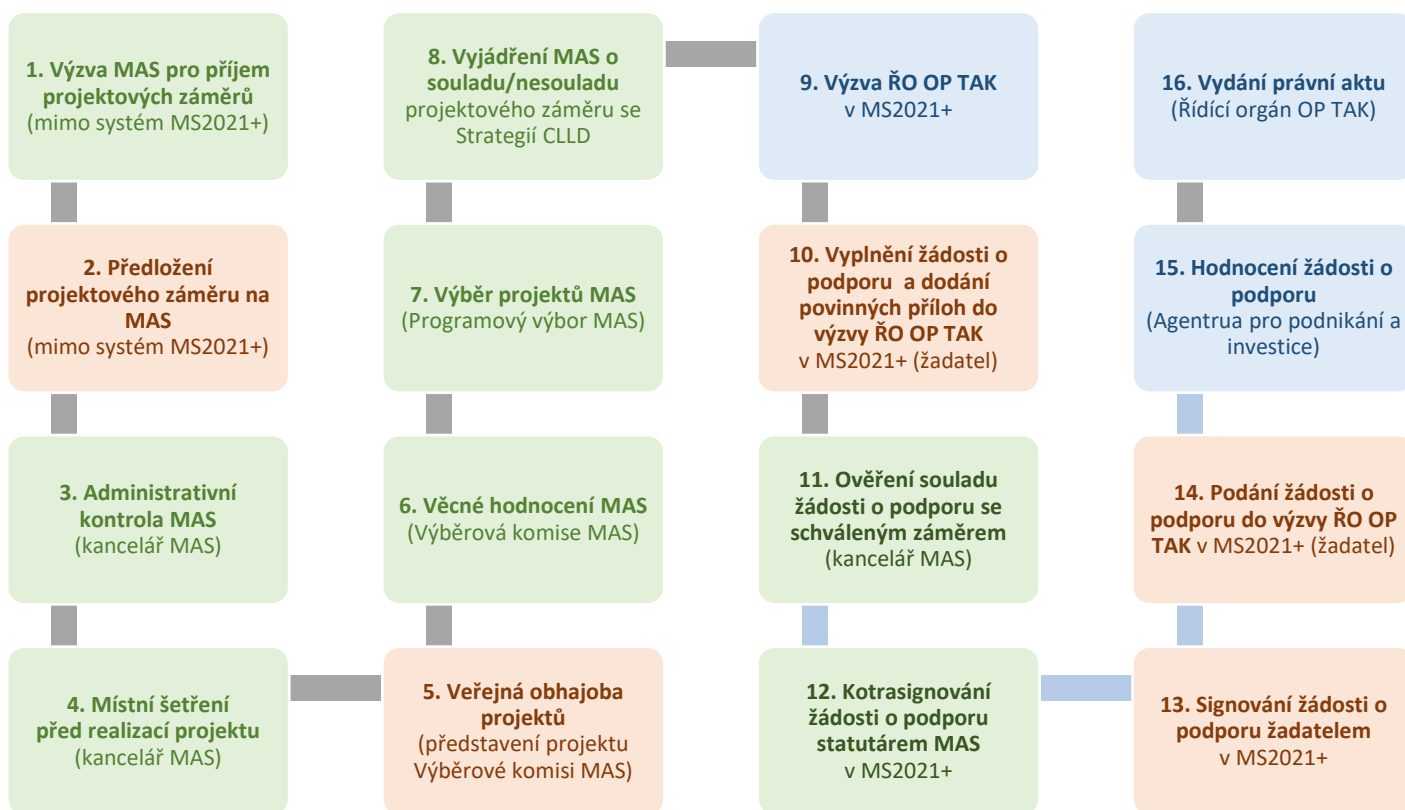 1. Výzva MAS pro příjem
projektových záměrů
(mimo systém MS2021+)
2. Předložení
projektového záměru na
MAS
(mimo systém MS2021+)
3. Administrativní
kontrola MAS
(kancelář MAS)
4. Místní šetření
před realizací projektu
(kancelář MAS)
5. Veřejná obhajoba
projektů
(představení projektu
Výběrové komisi MAS)
6. Věcné hodnocení MAS
(Výběrová komise MAS)
7. Výběr projektů MAS
(Programový výbor MAS)
8. Vyjádření MAS o
souladu/nesouladu
projektového záměru se
Strategií CLLD
9. Výzva ŘO OP TAK
v MS2021+
10. Vyplnění žádosti o
podporu a dodání
povinných příloh do
výzvy ŘO OP TAK
v MS2021+ (žadatel)
11. Ověření souladu
žádosti o podporu se
schváleným záměrem
(kancelář MAS)
12. Kotrasignování
žádosti o podporu
statutárem MAS
v MS2021+
13. Signování žádosti o
podporu žadatelem
v MS2021+
14. Podání žádosti o
podporu do výzvy ŘO OP
TAK v MS2021+ (žadatel)
15. Hodnocení žádosti o
podporu
(Agentrua pro podnikání a
investice)
16. Vydání právní aktu
(Řídící orgán OP TAK)